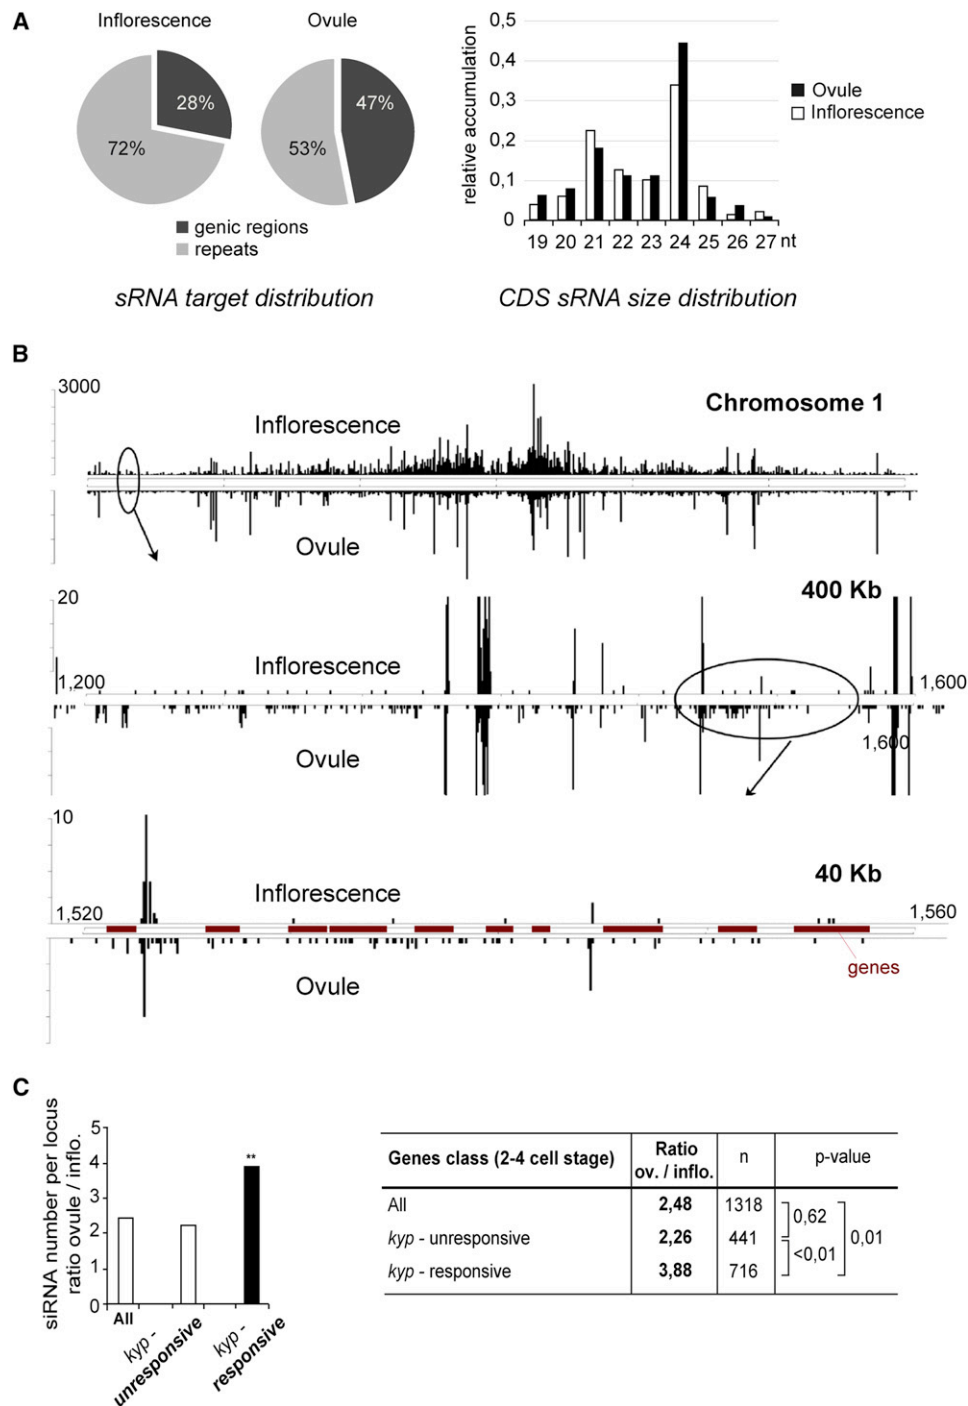 A
Inflorescence
Ovule
28%
72%
47%
53%
genic regions
repeats
sRNA target distribution
relative accumulation
0,5
0,4
0,3
0,2
0,1
0
19 20 21 22 23 24 25 26 27 nt
Ovule
Inflorescence
CDS sRNA size distribution
B
3000
Inflorescence
Chromosome 1
Ovule
20
400 Kb
Inflorescence
1,200
1,600
1,600
Ovule
10
40 Kb
Inflorescence
1,520
1,560
genes
Ovule
C
siRNA number per locus
ratio ovule / inflo.
5
4
3
2
1
0
**
All
kyp -
unresponsive
kyp -
responsive
Genes class (2-4 cell stage) Ratio ov. / inflo. n p-value
All 2,48 1318
kyp - unresponsive 2,26 441
kyp - responsive 3,88 716
0,62
<0,01
0,01